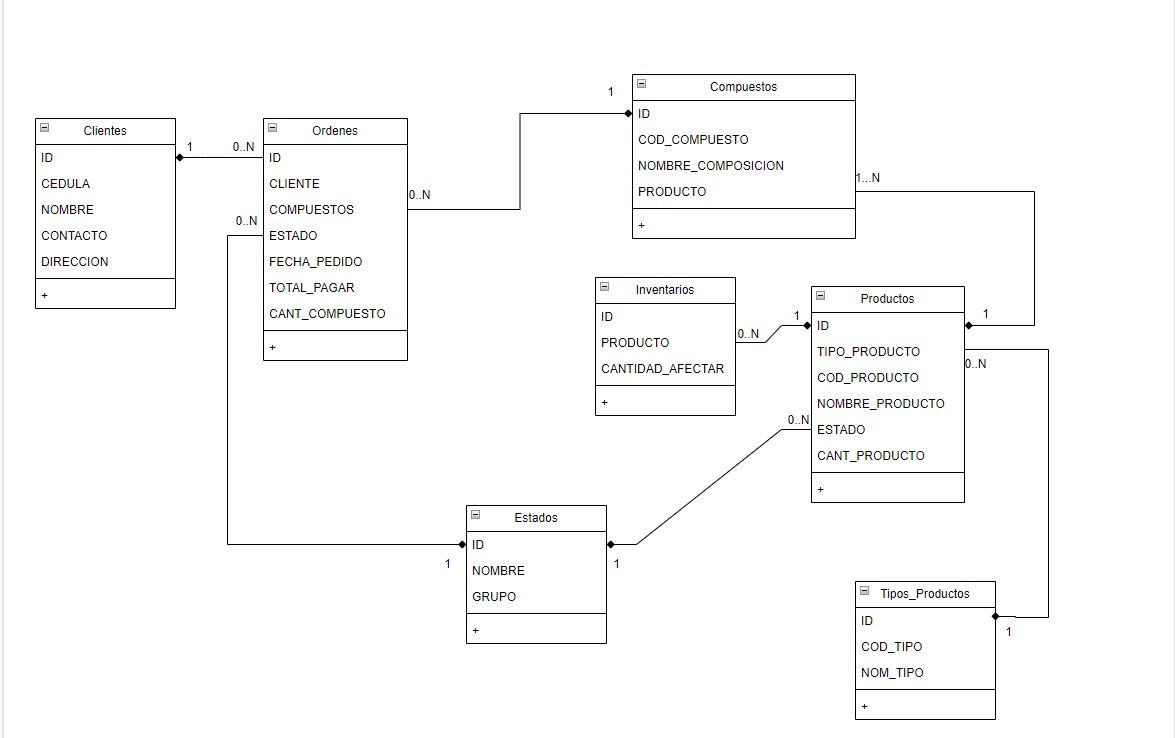 Clientes
ID
CEDULA
NOMBRE
CONTACTO
DIRECCION
+
1
0..N
Ordenes
ID
CLIENTE
COMPUESTOS
ESTADO
FECHA_PEDIDO
TOTAL_PAGAR
CANT_COMPUESTO
+
0..N
0..N
1
Compuestos
ID
COD_COMPUESTO
NOMBRE_COMPOSICION
PRODUCTO
+
1...N
Inventarios
ID
PRODUCTO
CANTIDAD_AFECTAR
+
0..N
1
Productos
ID
TIPO_PRODUCTO
COD_PRODUCTO
NOMBRE_PRODUCTO
ESTADO
CANT_PRODUCTO
+
1
0..N
0..N
Estados
ID
NOMBRE
GRUPO
+
1
1
Tipos_Productos
ID
COD_TIPO
NOM_TIPO
+
1